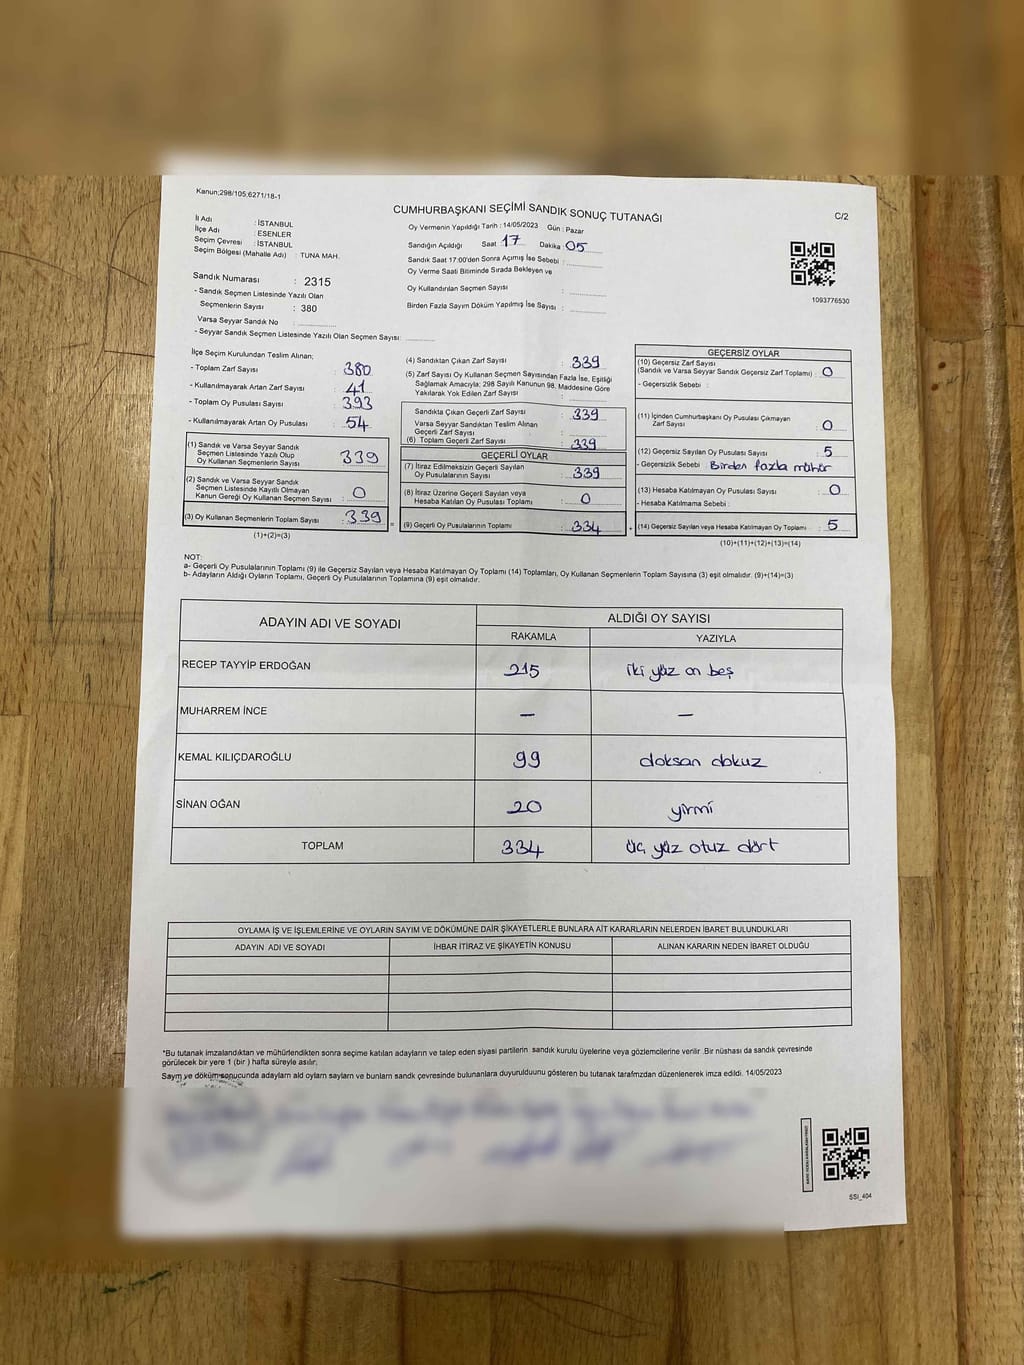 Kanun;298/105;6271/18-1
CUMHURBAŞKANI SEÇİMİ SANDIK SONUÇ TUTANAĞI
C/2
İl Adı : İSTANBUL
İlçe Adı : ESENLER
Seçim Çevresi : İSTANBUL
Seçim Bölgesi (Mahalle Adı) : TUNA MAH.
Sandık Numarası : 2315
- Sandık Seçmen Listesinde Yazılı Olan
Seçmenlerin Sayısı : 380
Varsa Seyyar Sandık No :
- Seyyar Sandık Seçmen Listesinde Yazılı Olan Seçmen Sayısı:
Oy Vermenin Yapıldığı Tarih : 14/05/2023 Gün : Pazar
Sandığın Açıldığı Saat 17 Dakika : 05
Sandık Saat 17:00'den Sonra Açımış İse Sebebi :
Oy Verme Saati Bitiminde Sırada Bekleyen ve
Oy Kullandırılan Seçmen Sayısı :
Birden Fazla Sayım Döküm Yapılmış İse Sayısı :
1093776530
İlçe Seçim Kurulundan Teslim Alınan;
- Toplam Zarf Sayısı : 380
- Kullanılmayarak Artan Zarf Sayısı : 41
- Toplam Oy Pusulası Sayısı : 393
- Kullanılmayarak Artan Oy Pusulası : 54
(1) Sandık ve Varsa Seyyar Sandık
Seçmen Listesinde Yazılı Olup
Oy Kullanan Seçmenlerin Sayısı : 339
(2) Sandık ve Varsa Seyyar Sandık
Seçmen Listesinde Kayıtlı Olmayan
Kanun Gereği Oy Kullanan Seçmen Sayısı : 0
(3) Oy Kullanan Seçmenlerin Toplam Sayısı : 339 =
(1)+(2)=(3)
(4) Sandıktan Çıkan Zarf Sayısı : 339
(5) Zarf Sayısı Oy Kullanan Seçmen Sayısından Fazla İse, Eşitliği
Sağlamak Amacıyla; 298 Sayılı Kanunun 98. Maddesine Göre
Yakılarak Yok Edilen Zarf Sayısı :
Sandıkta Çıkan Geçerli Zarf Sayısı : 339
Varsa Seyyar Sandıktan Teslim Alınan
Geçerli Zarf Sayısı :
(6) Toplam Geçerli Zarf Sayısı : 339
GEÇERLİ OYLAR
(7) İtiraz Edilmeksizin Geçerli Sayılan
Oy Pusulalarının Sayısı : 339
(8) İtiraz Üzerine Geçerli Sayılan veya
Hesaba Katılan Oy Pusulası Toplamı : 0
(9) Geçerli Oy Pusulalarının Toplamı : 334 +
GEÇERSİZ OYLAR
(10) Geçersiz Zarf Sayısı
(Sandık ve Varsa Seyyar Sandık Geçersiz Zarf Toplamı) : 0
- Geçersizlik Sebebi :
(11) İçinden Cumhurbaşkanı Oy Pusulası Çıkmayan
Zarf Sayısı : 0
(12) Geçersiz Sayılan Oy Pusulası Sayısı : 5
- Geçersizlik Sebebi : Birden fazla mühür
(13) Hesaba Katılmayan Oy Pusulası Sayısı : 0
- Hesaba Katılmama Sebebi :
(14) Geçersiz Sayılan veya Hesaba Katılmayan Oy Toplamı : 5
(10)+(11)+(12)+(13)=(14)
NOT:
a- Geçerli Oy Pusulalarının Toplamı (9) ile Geçersiz Sayılan veya Hesaba Katılmayan Oy Toplamı (14) Toplamları, Oy Kullanan Seçmenlerin Toplam Sayısına (3) eşit olmalıdır. (9)+(14)=(3)
b- Adayların Aldığı Oyların Toplamı, Geçerli Oy Pusulalarının Toplamına (9) eşit olmalıdır.
ADAYIN ADI VE SOYADI ALDIĞI OY SAYISI
RAKAMLA YAZIYLA
RECEP TAYYİP ERDOĞAN 215 iki yüz on beş
MUHARREM İNCE – –
KEMAL KILIÇDAROĞLU 99 doksan dokuz
SİNAN OĞAN 20 yirmi
TOPLAM 334 üç yüz otuz dört
OYLAMA İŞ VE İŞLEMLERİNE VE OYLARIN SAYIM VE DÖKÜMÜNE DAİR ŞİKAYETLERLE BUNLARA AİT KARARLARIN NELERDEN İBARET BULUNDUKLARI
ADAYIN ADI VE SOYADI İHBAR İTİRAZ VE ŞİKAYETİN KONUSU ALINAN KARARIN NEDEN İBARET OLDUĞU
*Bu tutanak imzalandıktan ve mühürlendikten sonra seçime katılan adayların ve talep eden siyasi partilerin sandık kurulu üyelerine veya gözlemcilerine verilir .Bir nüshası da sandık çevresinde
görülecek bir yere 1 (bir ) hafta süreyle asılır.
Sayım ve döküm sonucunda adayların aldı oyların sayları ve bunların sandk çevresinde bulunanlara duyurulduunu gösteren bu tutanak tarafmzdan düzenlenerek imza edildi. 14/05/2023
SSI_404